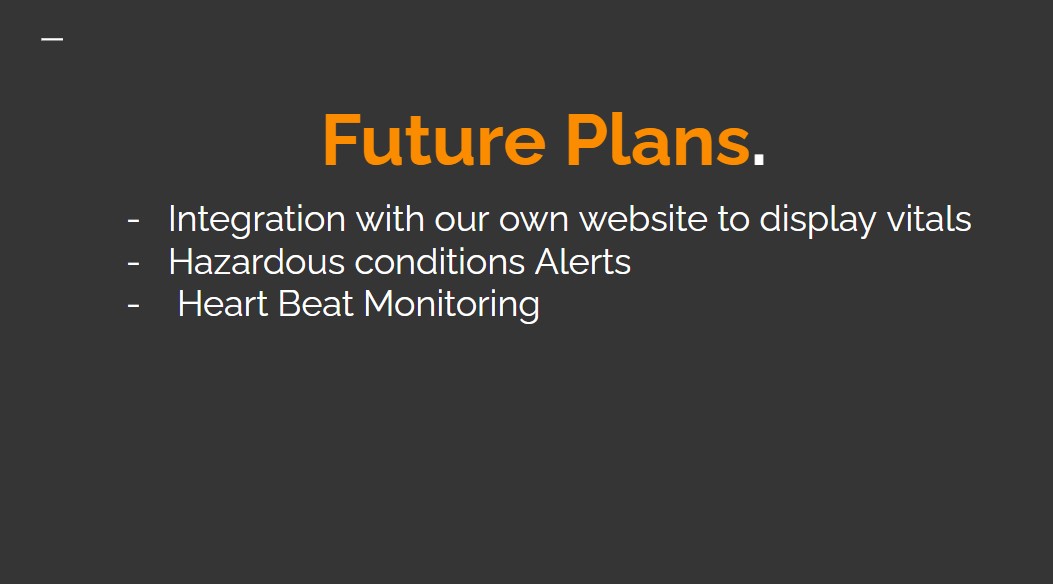 Future Plans.
- Integration with our own website to display vitals
- Hazardous conditions Alerts
- Heart Beat Monitoring